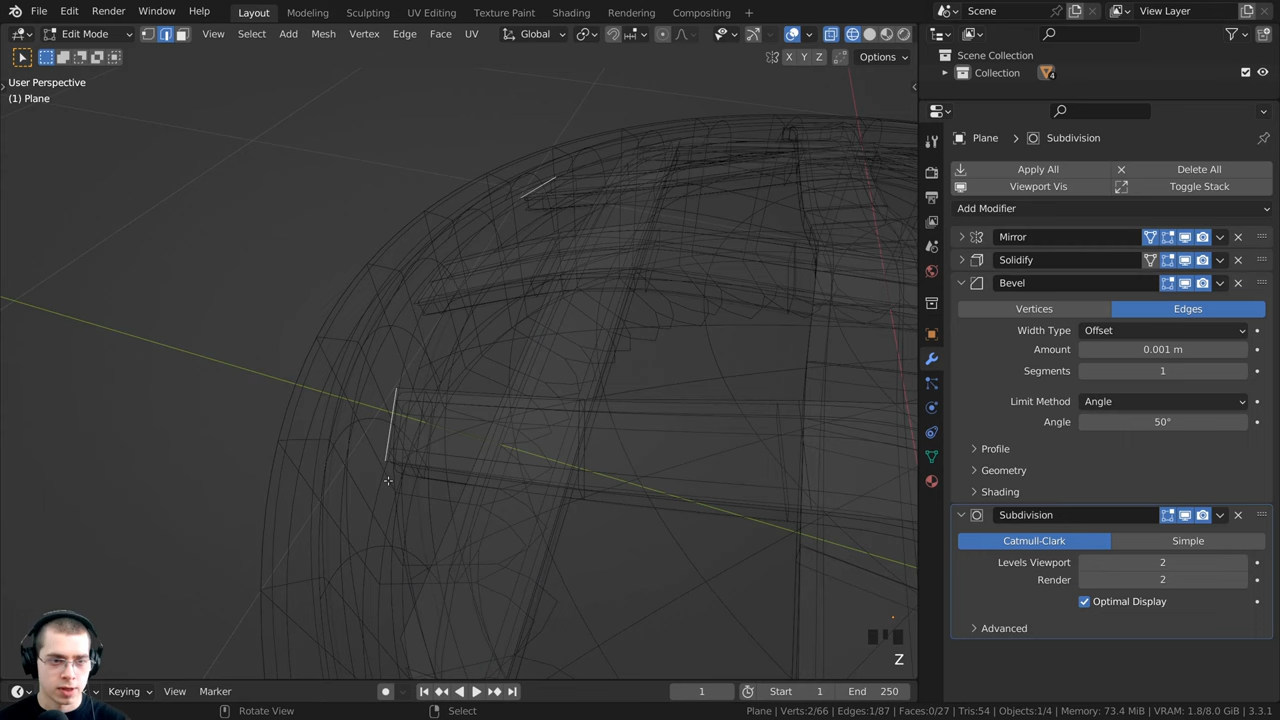 File Edit Render Window Help Layout Modeling Sculpting UV Editing Texture Paint Shading Rendering Compositing Scene View Layer
Edit Mode View Select Add Mesh Vertex Edge Face UV Global
X Y Z Options
Scene Collection
Collection 4
User Perspective
(1) Plane
Plane Subdivision
Apply All Delete All
Viewport Vis Toggle Stack
Add Modifier
Mirror
Solidify
Bevel
Vertices Edges
Width Type Offset
Amount 0.001 m
Segments 1
Limit Method Angle
Angle 50°
Profile
Geometry
Shading
Subdivision
Catmull-Clark Simple
Levels Viewport 2
Render 2
Optimal Display
Advanced
Z
Keying View Marker 1 Start 1 End 250
Rotate View Select Plane | Verts:2/66 | Edges:1/87 | Faces:0/27 | Tris:54 | Objects:1/4 | Memory: 73.4 MiB | VRAM: 1.8/8.0 GiB | 3.3.1